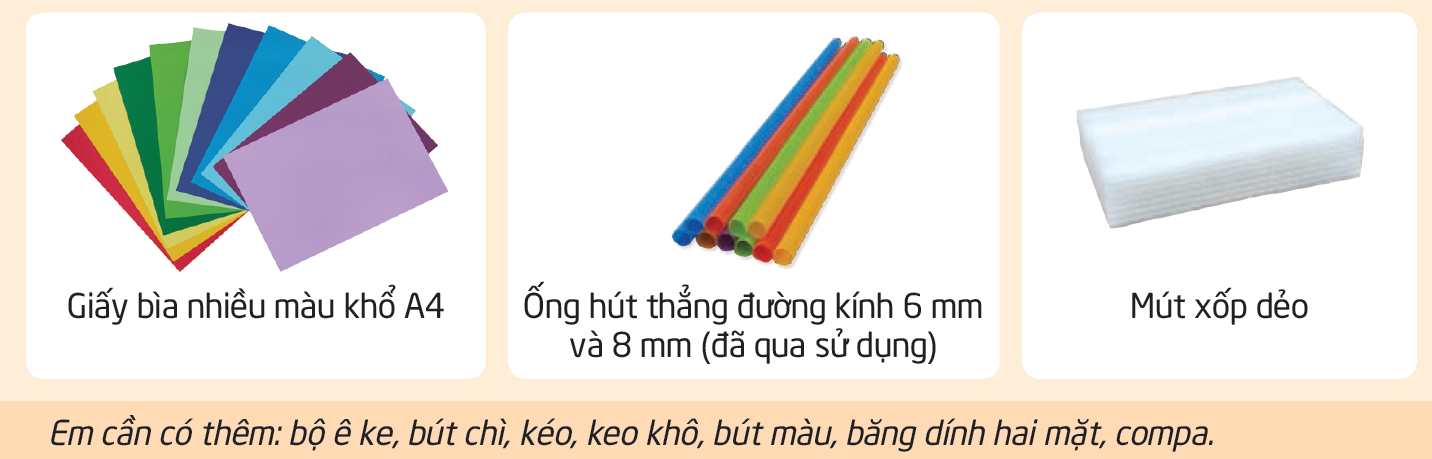 Giấy bìa nhiều màu khổ A4
Ống hút thẳng đường kính 6 mm
và 8 mm (đã qua sử dụng)
Mút xốp dẻo
Em cần có thêm: bộ ê ke, bút chì, kéo, keo khô, bút màu, băng dính hai mặt, compa.